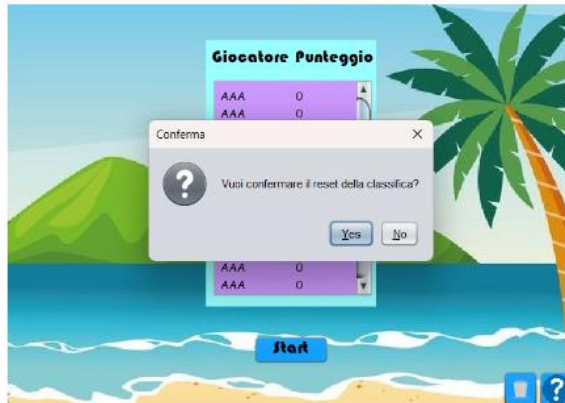 Giocatore Punteggio
AAA 0
AAA 0
Conferma
?
Vuoi confermare il reset della classifica?
Yes No
AAA 0
AAA 0
Start
?